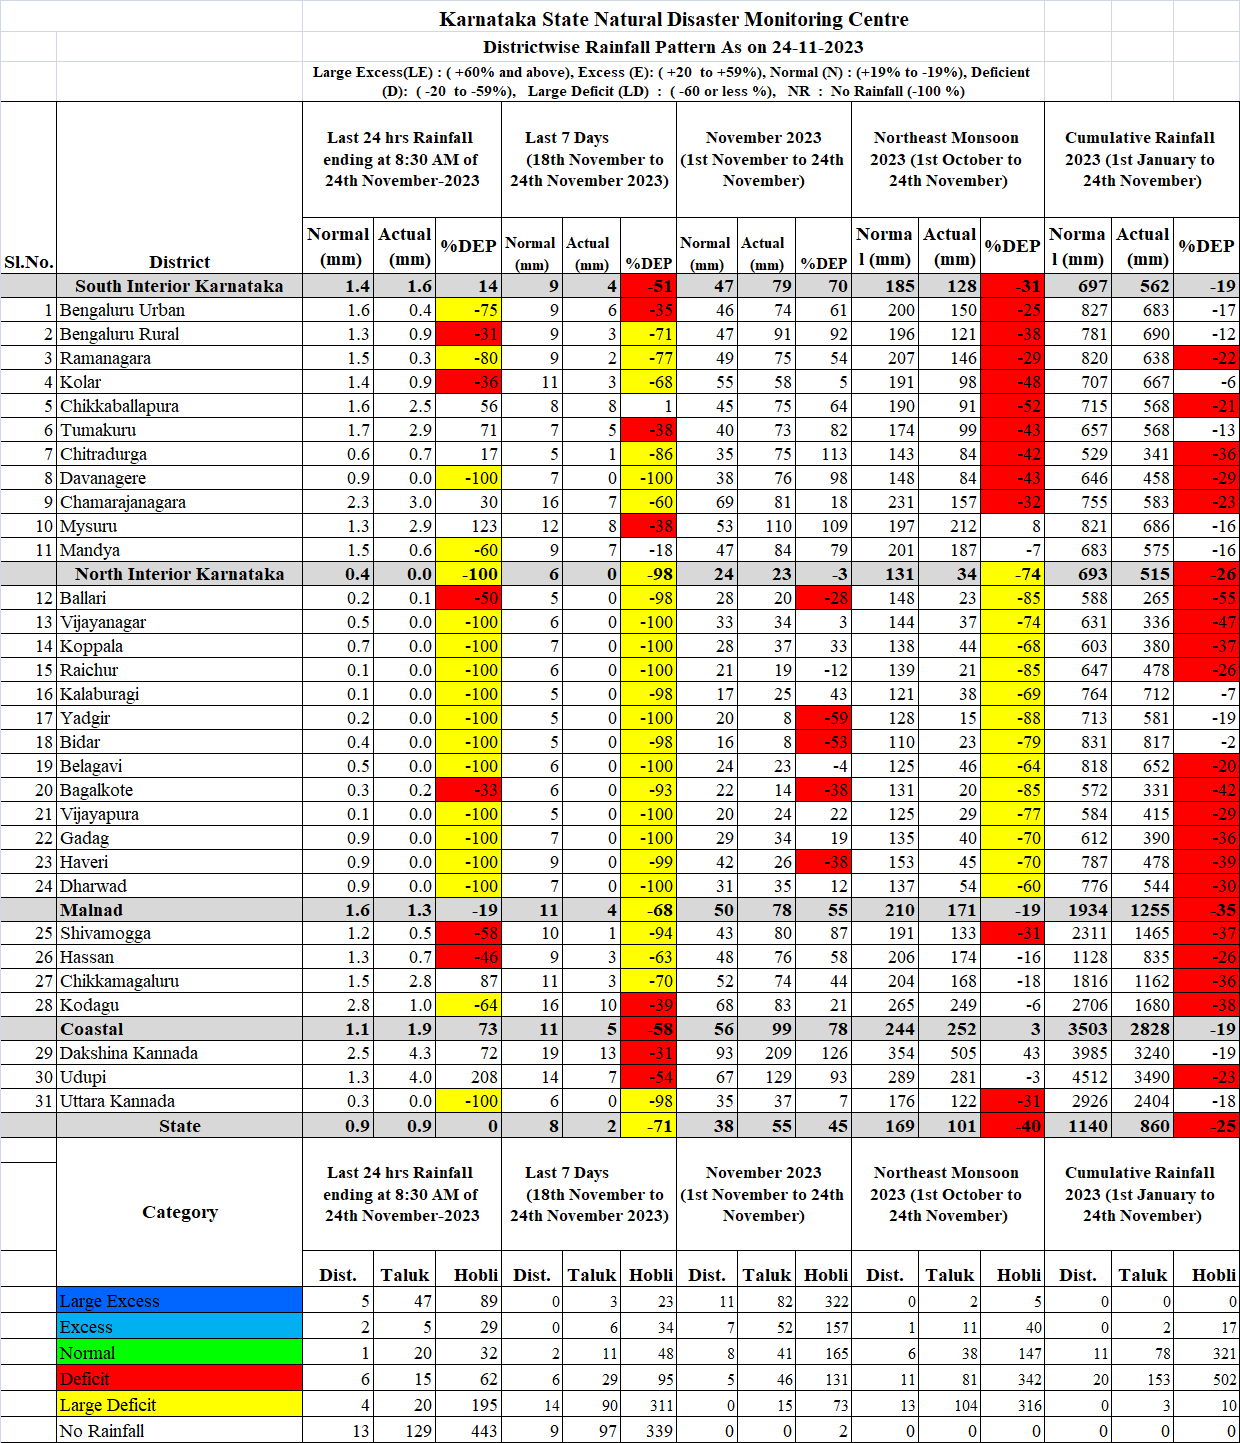 Karnataka State Natural Disaster Monitoring Centre
Districtwise Rainfall Pattern As on 24-11-2023
Large Excess(LE) : ( +60% and above), Excess (E): ( +20 to +59%), Normal (N) : (+19% to -19%), Deficient
(D): ( -20 to -59%), Large Deficit (LD) : ( -60 or less %), NR : No Rainfall (-100 %)
Last 24 hrs Rainfall ending at 8:30 AM of 24th November-2023
Last 7 Days (18th November to 24th November 2023)
November 2023 (1st November to 24th November)
Northeast Monsoon 2023 (1st October to 24th November)
Cumulative Rainfall 2023 (1st January to 24th November)
Sl.No. District Normal (mm) Actual (mm) %DEP Normal (mm) Actual (mm) %DEP Normal (mm) Actual (mm) %DEP Norma l (mm) Actual (mm) %DEP Norma l (mm) Actual (mm) %DEP
South Interior Karnataka 1.4 1.6 14 9 4 -51 47 79 70 185 128 -31 697 562 -19
1 Bengaluru Urban 1.6 0.4 -75 9 6 -35 46 74 61 200 150 -25 827 683 -17
2 Bengaluru Rural 1.3 0.9 -31 9 3 -71 47 91 92 196 121 -38 781 690 -12
3 Ramanagara 1.5 0.3 -80 9 2 -77 49 75 54 207 146 -29 820 638 -22
4 Kolar 1.4 0.9 -36 11 3 -68 55 58 5 191 98 -48 707 667 -6
5 Chikkaballapura 1.6 2.5 56 8 8 1 45 75 64 190 91 -52 715 568 -21
6 Tumakuru 1.7 2.9 71 7 5 -38 40 73 82 174 99 -43 657 568 -13
7 Chitradurga 0.6 0.7 17 5 1 -86 35 75 113 143 84 -42 529 341 -36
8 Davanagere 0.9 0.0 -100 7 0 -100 38 76 98 148 84 -43 646 458 -29
9 Chamarajanagara 2.3 3.0 30 16 7 -60 69 81 18 231 157 -32 755 583 -23
10 Mysuru 1.3 2.9 123 12 8 -38 53 110 109 197 212 8 821 686 -16
11 Mandya 1.5 0.6 -60 9 7 -18 47 84 79 201 187 -7 683 575 -16
North Interior Karnataka 0.4 0.0 -100 6 0 -98 24 23 -3 131 34 -74 693 515 -26
12 Ballari 0.2 0.1 -50 5 0 -98 28 20 -28 148 23 -85 588 265 -55
13 Vijayanagar 0.5 0.0 -100 6 0 -100 33 34 3 144 37 -74 631 336 -47
14 Koppala 0.7 0.0 -100 7 0 -100 28 37 33 138 44 -68 603 380 -37
15 Raichur 0.1 0.0 -100 6 0 -100 21 19 -12 139 21 -85 647 478 -26
16 Kalaburagi 0.1 0.0 -100 5 0 -98 17 25 43 121 38 -69 764 712 -7
17 Yadgir 0.2 0.0 -100 5 0 -100 20 8 -59 128 15 -88 713 581 -19
18 Bidar 0.4 0.0 -100 5 0 -98 16 8 -53 110 23 -79 831 817 -2
19 Belagavi 0.5 0.0 -100 6 0 -100 24 23 -4 125 46 -64 818 652 -20
20 Bagalkote 0.3 0.2 -33 6 0 -93 22 14 -38 131 20 -85 572 331 -42
21 Vijayapura 0.1 0.0 -100 5 0 -100 20 24 22 125 29 -77 584 415 -29
22 Gadag 0.9 0.0 -100 7 0 -100 29 34 19 135 40 -70 612 390 -36
23 Haveri 0.9 0.0 -100 9 0 -99 42 26 -38 153 45 -70 787 478 -39
24 Dharwad 0.9 0.0 -100 7 0 -100 31 35 12 137 54 -60 776 544 -30
Malnad 1.6 1.3 -19 11 4 -68 50 78 55 210 171 -19 1934 1255 -35
25 Shivamogga 1.2 0.5 -58 10 1 -94 43 80 87 191 133 -31 2311 1465 -37
26 Hassan 1.3 0.7 -46 9 3 -63 48 76 58 206 174 -16 1128 835 -26
27 Chikkamagaluru 1.5 2.8 87 11 3 -70 52 74 44 204 168 -18 1816 1162 -36
28 Kodagu 2.8 1.0 -64 16 10 -39 68 83 21 265 249 -6 2706 1680 -38
Coastal 1.1 1.9 73 11 5 -58 56 99 78 244 252 3 3503 2828 -19
29 Dakshina Kannada 2.5 4.3 72 19 13 -31 93 209 126 354 505 43 3985 3240 -19
30 Udupi 1.3 4.0 208 14 7 -54 67 129 93 289 281 -3 4512 3490 -23
31 Uttara Kannada 0.3 0.0 -100 6 0 -98 35 37 7 176 122 -31 2926 2404 -18
State 0.9 0.9 0 8 2 -71 38 55 45 169 101 -40 1140 860 -25
Category
Last 24 hrs Rainfall ending at 8:30 AM of 24th November-2023
Last 7 Days (18th November to 24th November 2023)
November 2023 (1st November to 24th November)
Northeast Monsoon 2023 (1st October to 24th November)
Cumulative Rainfall 2023 (1st January to 24th November)
Dist. Taluk Hobli Dist. Taluk Hobli Dist. Taluk Hobli Dist. Taluk Hobli Dist. Taluk Hobli
Large Excess 5 47 89 0 3 23 11 82 322 0 2 5 0 0 0
Excess 2 5 29 0 6 34 7 52 157 1 11 40 0 2 17
Normal 1 20 32 2 11 48 8 41 165 6 38 147 11 78 321
Deficit 6 15 62 6 29 95 5 46 131 11 81 342 20 153 502
Large Deficit 4 20 195 14 90 311 0 15 73 13 104 316 0 3 10
No Rainfall 13 129 443 9 97 339 0 0 2 0 0 0 0 0 0